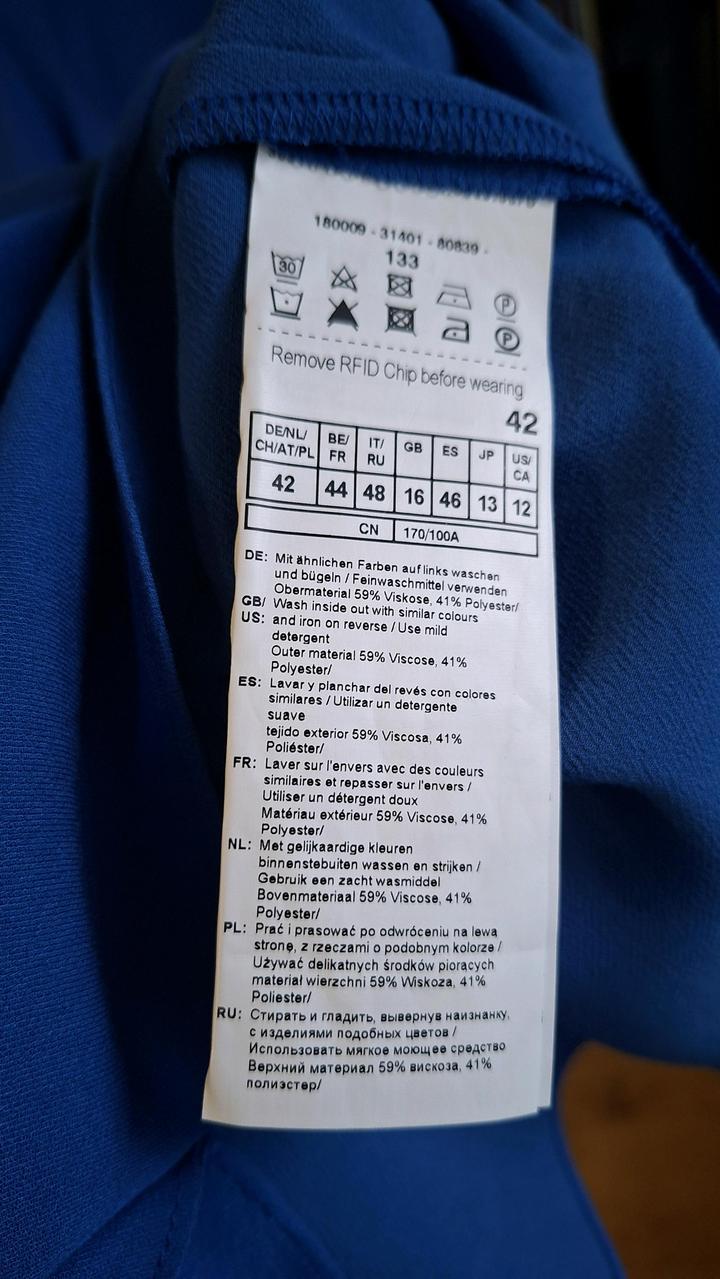 180009 - 31401 - 80839 -
133
30
P
P
Remove RFID Chip before wearing
42
DE/NL/ CH/AT/PL BE/ FR IT/ RU GB ES JP US/ CA
42 44 48 16 46 13 12
CN 170/100A
DE: Mit ähnlichen Farben auf links waschen
und bügeln / Feinwaschmittel verwenden
Obermaterial 59% Viskose, 41% Polyester/
GB/ Wash inside out with similar colours
US: and iron on reverse / Use mild
detergent
Outer material 59% Viscose, 41%
Polyester/
ES: Lavar y planchar del revés con colores
similares / Utilizar un detergente
suave
tejido exterior 59% Viscosa, 41%
Poliéster/
FR: Laver sur l'envers avec des couleurs
similaires et repasser sur l'envers /
Utiliser un détergent doux
Matériau extérieur 59% Viscose, 41%
Polyester/
NL: Met gelijkaardige kleuren
binnenstebuiten wassen en strijken /
Gebruik een zacht wasmiddel
Bovenmateriaal 59% Viscose, 41%
Polyester/
PL: Prać i prasować po odwróceniu na lewą
stronę, z rzeczami o podobnym kolorze /
Używać delikatnych środków piorących
materiał wierzchni 59% Wiskoza, 41%
Poliester/
RU: Стирать и гладить, вывернув наизнанку,
с изделиями подобных цветов /
Использовать мягкое моющее средство
Верхний материал 59% вискоза, 41%
полиэстер/